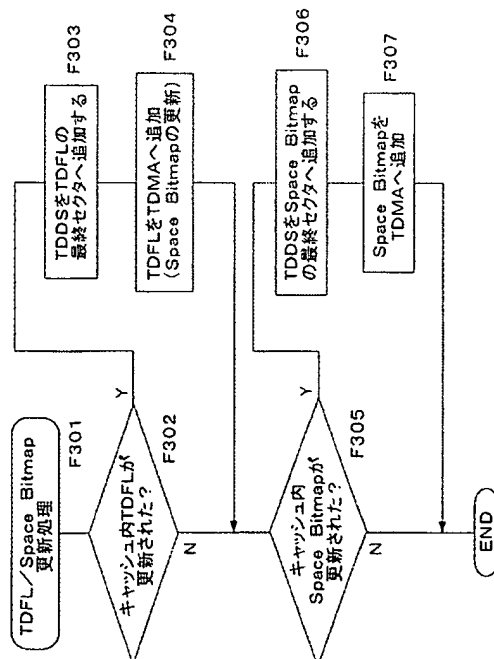 TDFL／Space Bitmap
更新処理
F301
キャッシュ内TDFLが
更新された？
F302
Y
N
TDDSをTDFLの
最終セクタへ追加する
F303
TDFLをTDMAへ追加
(Space Bitmapの更新)
F304
キャッシュ内
Space Bitmapが
更新された？
F305
Y
N
TDDSをSpace Bitmap
の最終セクタへ追加する
F306
Space Bitmapを
TDMAへ追加
F307
END